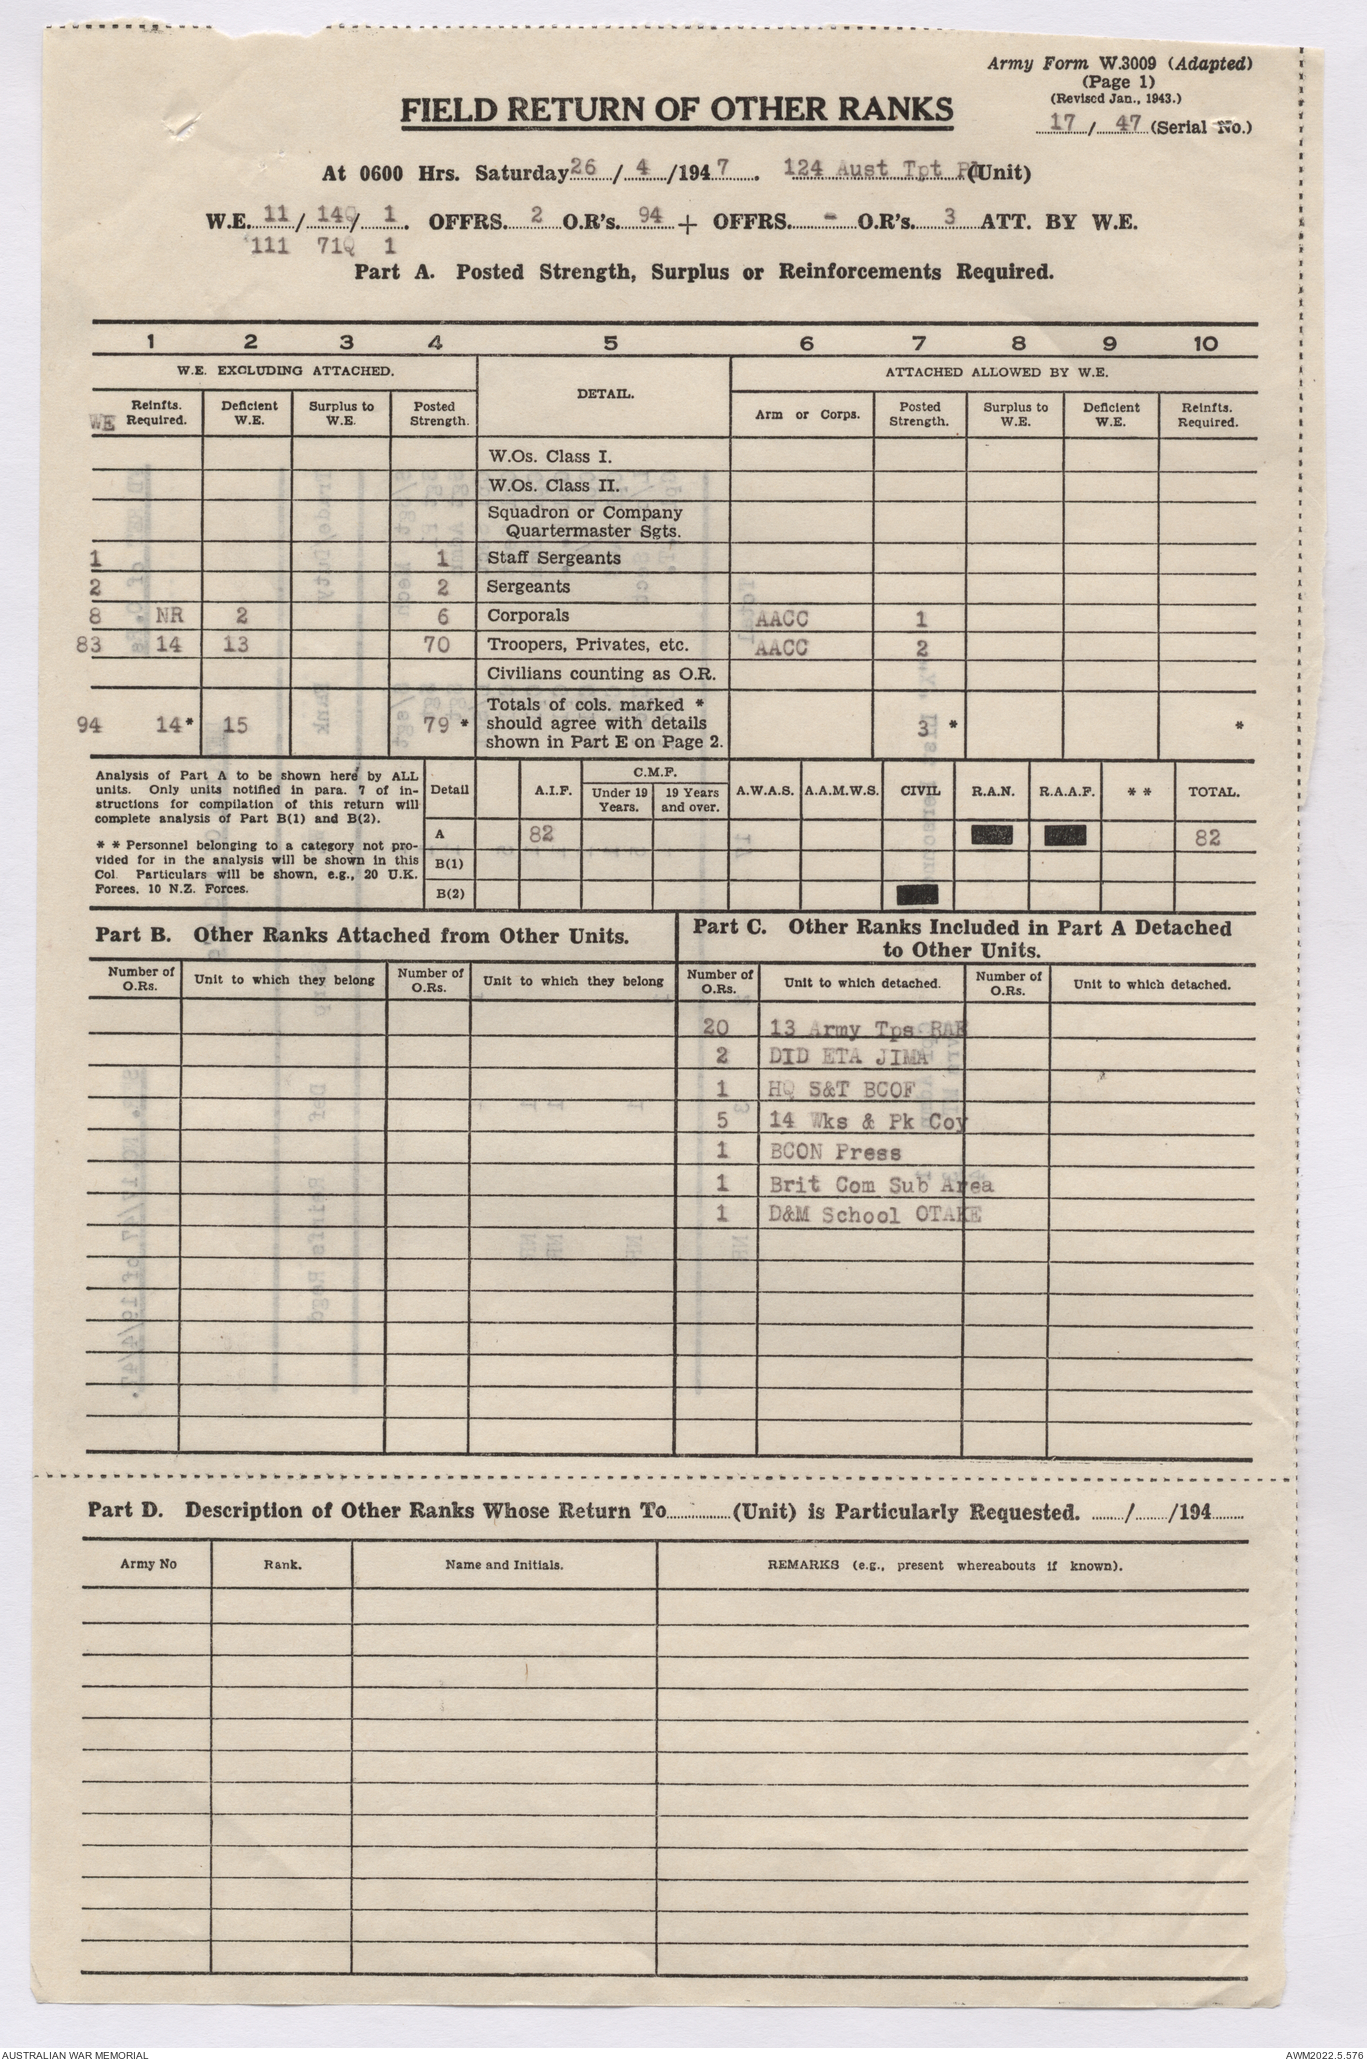 Army Form W.3009 (Adapted)
(Page 1)
(Revised Jan., 1943.)
FIELD RETURN OF OTHER RANKS
17 / 47 (Serial No.)
At 0600 Hrs. Saturday 26 / 4 /1947 . 124 Aust Tpt Pl (Unit)
W.E. 11 / 14Q / 1 . OFFRS. 2 O.R's. 94 + OFFRS. - O.R's. 3 ATT. BY W.E.
111 71Q 1
Part A. Posted Strength, Surplus or Reinforcements Required.
1 2 3 4 5 6 7 8 9 10
W.E. EXCLUDING ATTACHED. DETAIL. ATTACHED ALLOWED BY W.E.
WE Reinfts. Required. Deficient W.E. Surplus to W.E. Posted Strength. Arm or Corps. Posted Strength. Surplus to W.E. Deficient W.E. Reinfts. Required.
W.Os. Class I.
W.Os. Class II.
Squadron or Company
Quartermaster Sgts.
1 1 Staff Sergeants
2 2 Sergeants
8 NR 2 6 Corporals AACC 1
83 14 13 70 Troopers, Privates, etc. AACC 2
Civilians counting as O.R.
Totals of cols. marked *
94 14* 15 79 * should agree with details 3 * *
shown in Part E on Page 2.
Analysis of Part A to be shown here by ALL
units. Only units notified in para. 7 of in-
structions for compilation of this return will
complete analysis of Part B(1) and B(2).
* * Personnel belonging to a category not pro-
vided for in the analysis will be shown in this
Col. Particulars will be shown, e.g., 20 U.K.
Forces, 10 N.Z. Forces.
Detail A.I.F. C.M.F. Under 19 Years. 19 Years and over. A.W.A.S. A.A.M.W.S. CIVIL R.A.N. R.A.A.F. * * TOTAL.
A 82 82
B(1)
B(2)
Part B. Other Ranks Attached from Other Units.
Number of O.Rs. Unit to which they belong Number of O.Rs. Unit to which they belong
Part C. Other Ranks Included in Part A Detached
to Other Units.
Number of O.Rs. Unit to which detached. Number of O.Rs. Unit to which detached.
20 13 Army Tps RAE
2 DID ETA JIMA
1 HQ S&T BCOF
5 14 Wks & Pk Coy
1 BCON Press
1 Brit Com Sub Area
1 D&M School OTAKE
Part D. Description of Other Ranks Whose Return To............(Unit) is Particularly Requested. ......./......./194.......
Army No Rank. Name and Initials. REMARKS (e.g., present whereabouts if known).
AUSTRALIAN WAR MEMORIAL
AWM2022.5.576